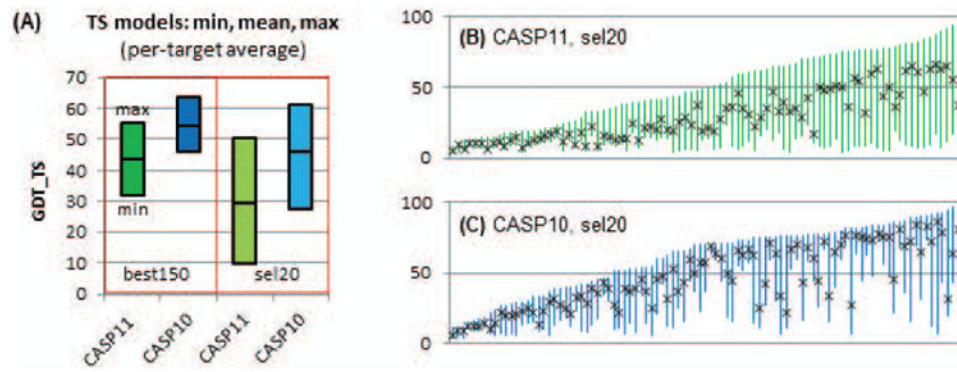 (A) TS models: min, mean, max
(per-target average)
GDT_TS
70
60
50
40
30
20
10
0
max
min
best150
sel20
CASP11
CASP10
CASP11
CASP10
(B) CASP11, sel20
100
50
0
(C) CASP10, sel20
100
50
0